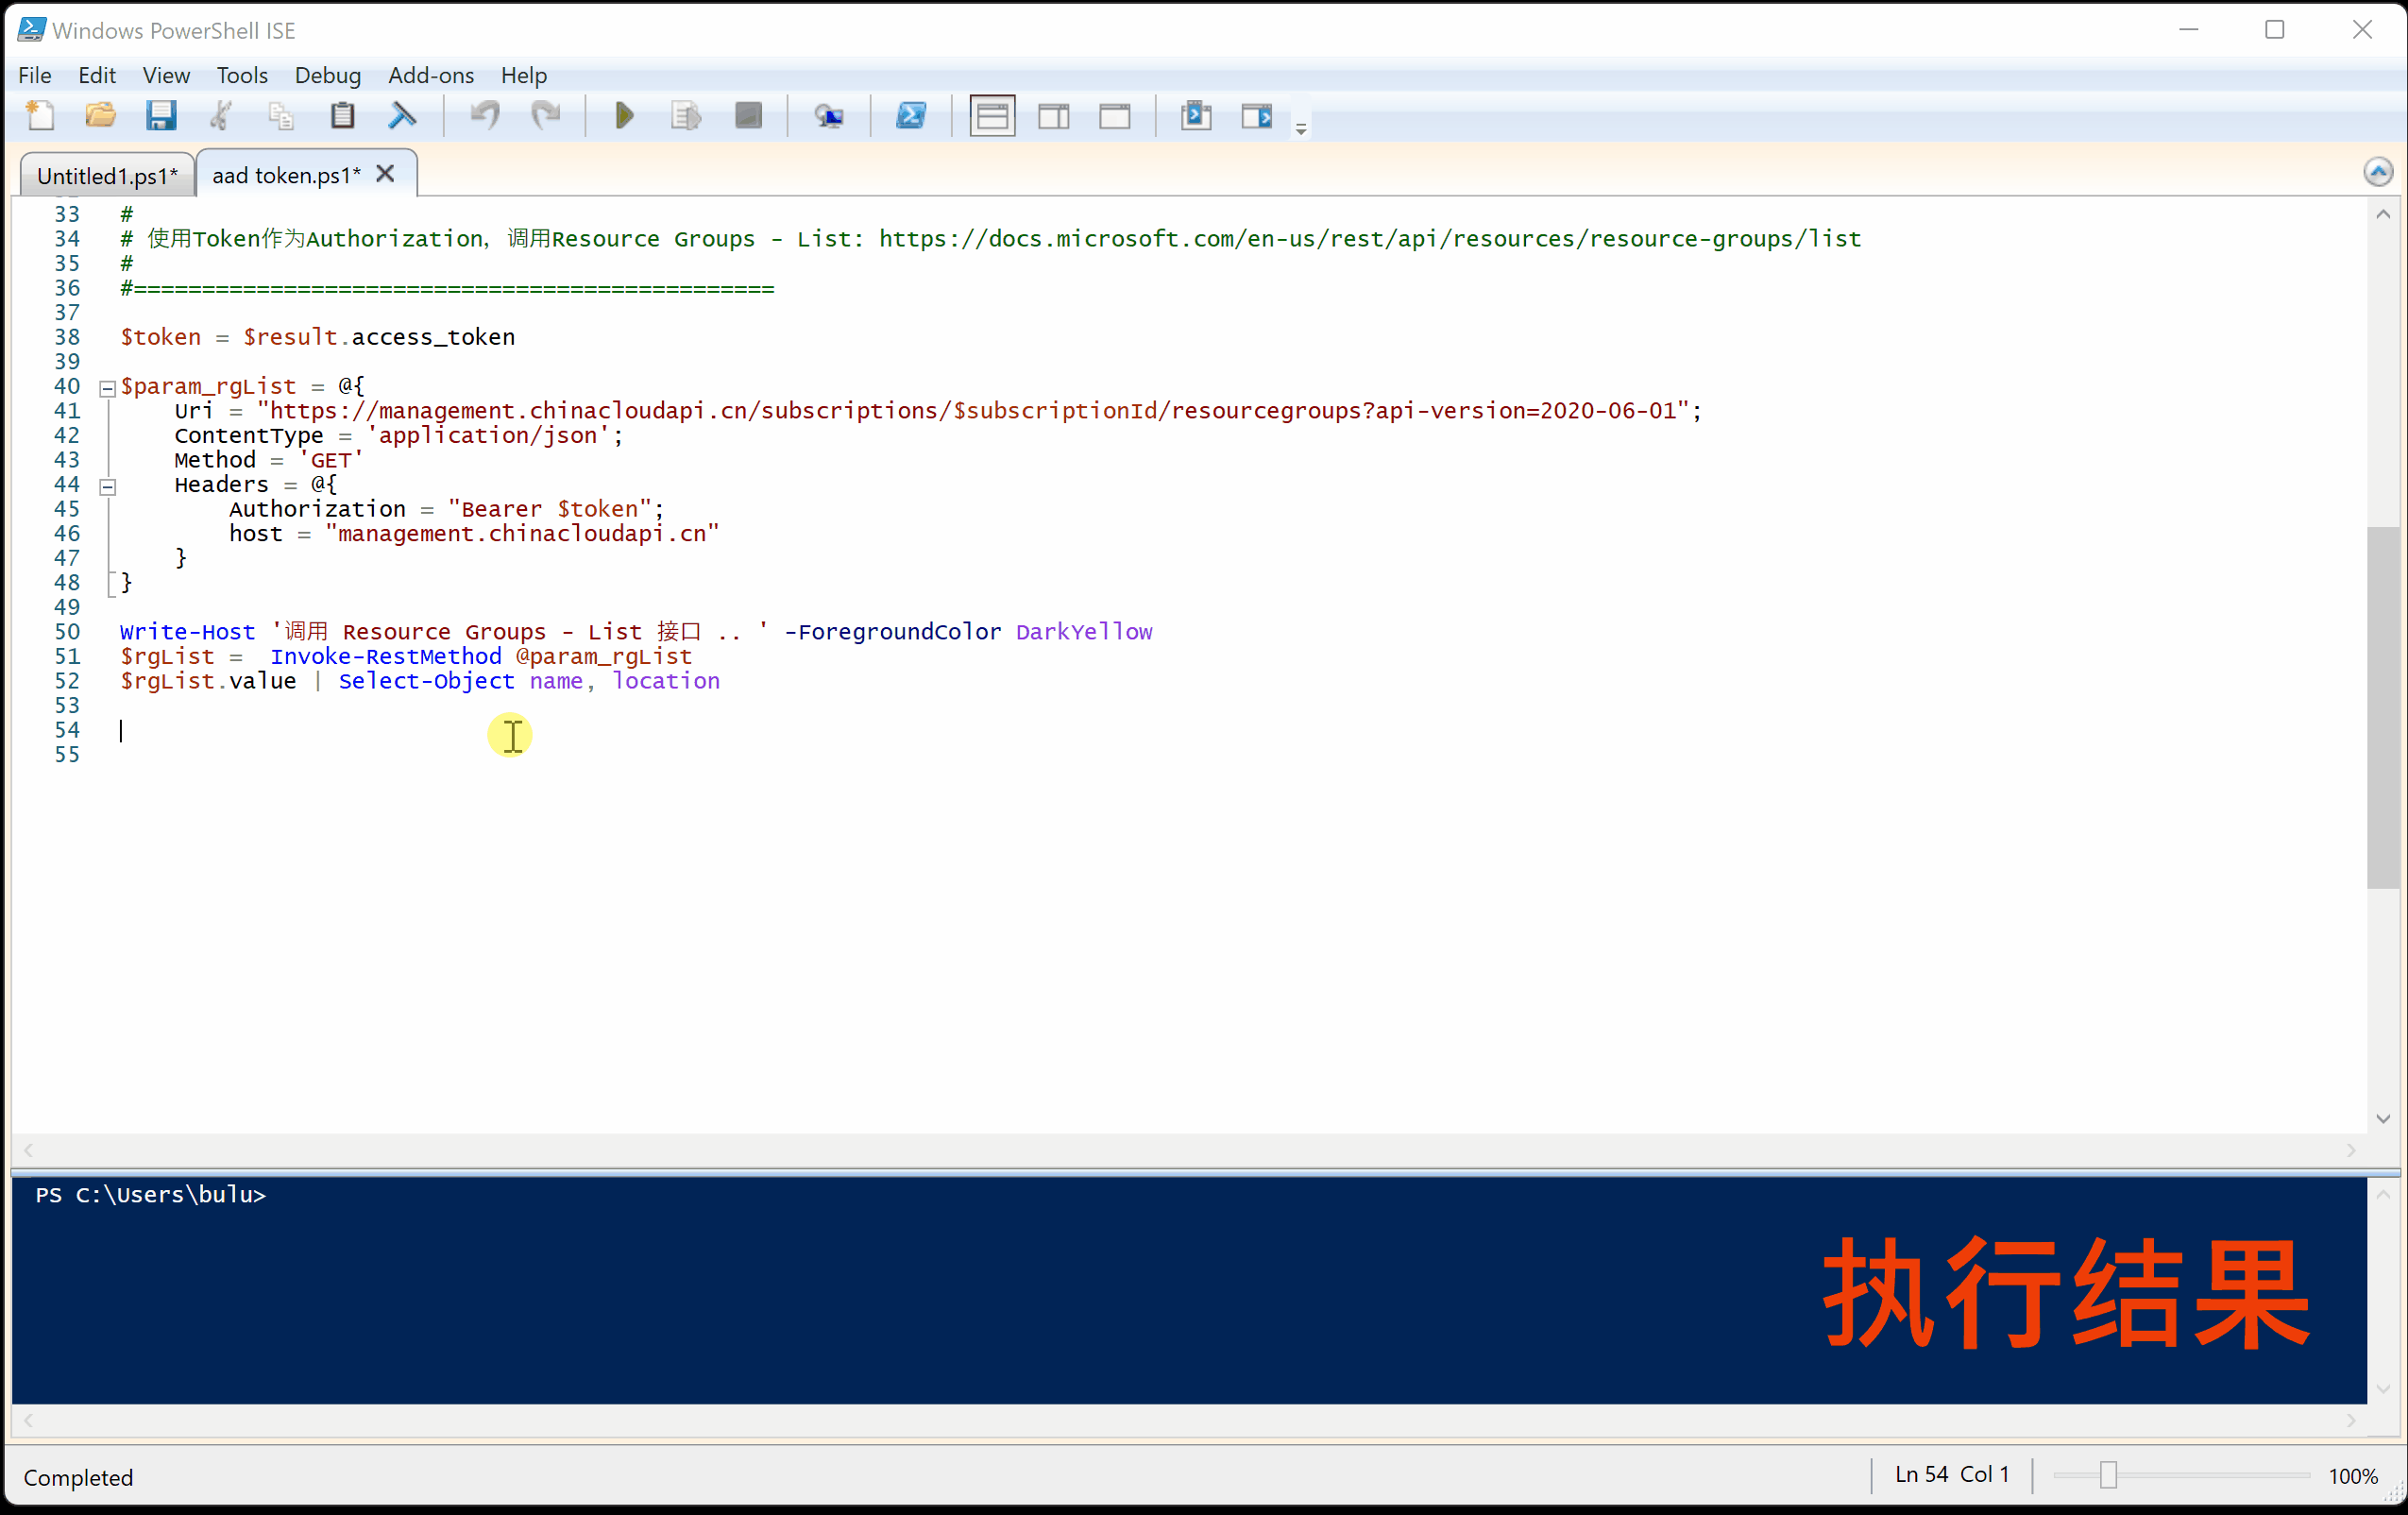 Windows PowerShell ISE
File Edit View Tools Debug Add-ons Help
Untitled1.ps1* aad token.ps1*
33 #
34 # 使用Token作为Authorization, 调用Resource Groups - List: https://docs.microsoft.com/en-us/rest/api/resources/resource-groups/list
35 #
36 #===============================================
37
38 $token = $result.access_token
39
40 $param_rgList = @{
41 Uri = "https://management.chinacloudapi.cn/subscriptions/$subscriptionId/resourcegroups?api-version=2020-06-01";
42 ContentType = 'application/json';
43 Method = 'GET'
44 Headers = @{
45 Authorization = "Bearer $token";
46 host = "management.chinacloudapi.cn"
47 }
48 }
49
50 Write-Host '调用 Resource Groups - List 接口 .. ' -ForegroundColor DarkYellow
51 $rgList = Invoke-RestMethod @param_rgList
52 $rgList.value | Select-Object name, location
53
54
55
PS C:\Users\bulu>
执行结果
Completed Ln 54 Col 1 100%